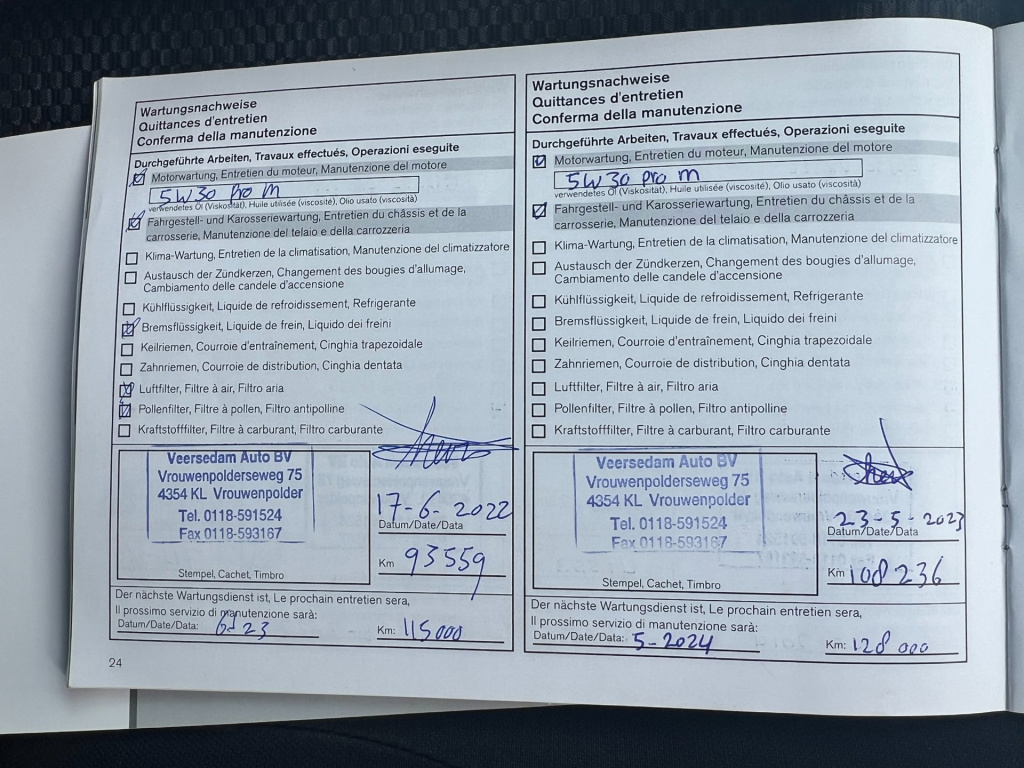 Wartungsnachweise
Quittances d'entretien
Conferma della manutenzione
Durchgeführte Arbeiten, Travaux effectués, Operazioni eseguite
Motorwartung, Entretien du moteur, Manutenzione del motore
5W30 Pro M
verwendetes Öl (Viskosität), Huile utilisée (viscosité), Olio usato (viscosità)
Fahrgestell- und Karosseriewartung, Entretien du châssis et de la
carrosserie, Manutenzione del telaio e della carrozzeria
Klima-Wartung, Entretien de la climatisation, Manutenzione del climatizzatore
Austausch der Zündkerzen, Changement des bougies d'allumage,
Cambiamento delle candele d'accensione
Kühlflüssigkeit, Liquide de refroidissement, Refrigerante
Bremsflüssigkeit, Liquide de frein, Liquido dei freini
Keilriemen, Courroie d'entraînement, Cinghia trapezoidale
Zahnriemen, Courroie de distribution, Cinghia dentata
Luftfilter, Filtre à air, Filtro aria
Pollenfilter, Filtre à pollen, Filtro antipolline
Kraftstofffilter, Filtre à carburant, Filtro carburante
Veersedam Auto BV
Vrouwenpolderseweg 75
4354 KL Vrouwenpolder
Tel. 0118-591524
Fax 0118-593167
Stempel, Cachet, Timbro
17-6-2022
Datum/Date/Data
Km 93559
Der nächste Wartungsdienst ist, Le prochain entretien sera,
Il prossimo servizio di manutenzione sarà:
Datum/Date/Data: 6-23 Km: 115000
24
Wartungsnachweise
Quittances d'entretien
Conferma della manutenzione
Durchgeführte Arbeiten, Travaux effectués, Operazioni eseguite
Motorwartung, Entretien du moteur, Manutenzione del motore
5W30 Pro M
verwendetes Öl (Viskosität), Huile utilisée (viscosité), Olio usato (viscosità)
Fahrgestell- und Karosseriewartung, Entretien du châssis et de la
carrosserie, Manutenzione del telaio e della carrozzeria
Klima-Wartung, Entretien de la climatisation, Manutenzione del climatizzatore
Austausch der Zündkerzen, Changement des bougies d'allumage,
Cambiamento delle candele d'accensione
Kühlflüssigkeit, Liquide de refroidissement, Refrigerante
Bremsflüssigkeit, Liquide de frein, Liquido dei freini
Keilriemen, Courroie d'entraînement, Cinghia trapezoidale
Zahnriemen, Courroie de distribution, Cinghia dentata
Luftfilter, Filtre à air, Filtro aria
Pollenfilter, Filtre à pollen, Filtro antipolline
Kraftstofffilter, Filtre à carburant, Filtro carburante
Veersedam Auto BV
Vrouwenpolderseweg 75
4354 KL Vrouwenpolder
Tel. 0118-591524
Fax 0118-593167
Stempel, Cachet, Timbro
23-5-2023
Datum/Date/Data
Km 108236
Der nächste Wartungsdienst ist, Le prochain entretien sera,
Il prossimo servizio di manutenzione sarà:
Datum/Date/Data: 5-2024 Km: 128 000